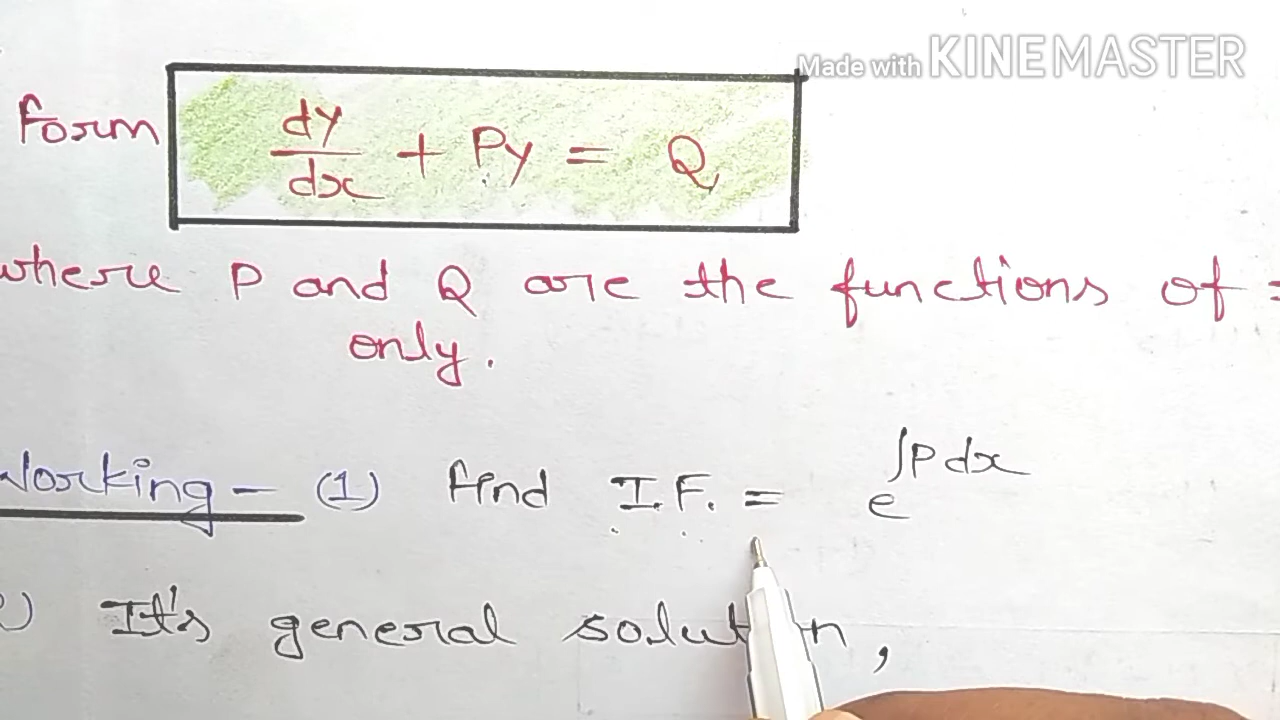 Made with KINEMASTER
form dy/dx + Py = Q,
where P and Q are the functions of
only.
Working - (1) find I.F. = e^∫P dx
) It's general solution,